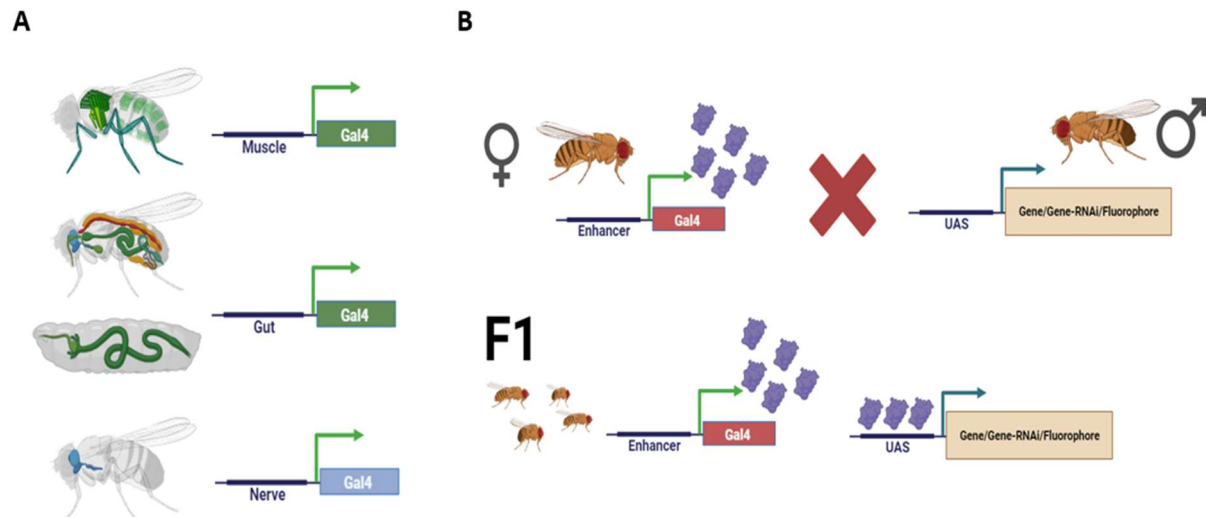 A
Muscle
Gal4
Gut
Gal4
Nerve
Gal4
B
Enhancer
Gal4
UAS
Gene/Gene-RNAi/Fluorophore
F1
Enhancer
Gal4
UAS
Gene/Gene-RNAi/Fluorophore